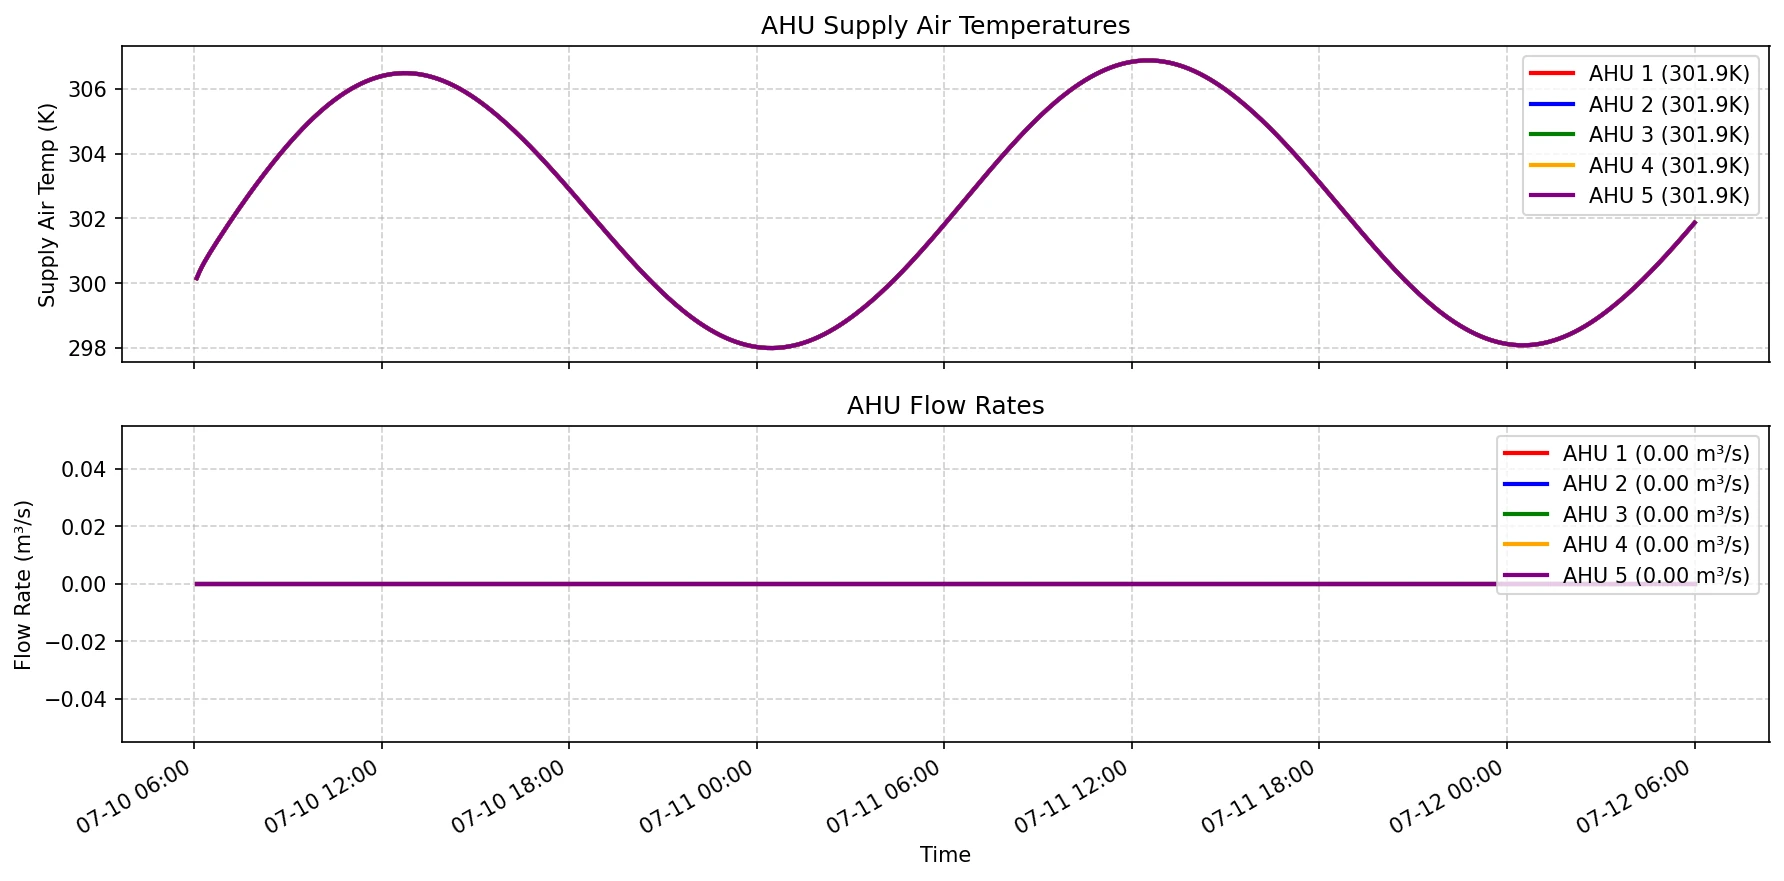 AHU Supply Air Temperatures
Supply Air Temp (K)
306
304
302
300
298
AHU 1 (301.9K)
AHU 2 (301.9K)
AHU 3 (301.9K)
AHU 4 (301.9K)
AHU 5 (301.9K)
AHU Flow Rates
Flow Rate (m³/s)
0.04
0.02
0.00
−0.02
−0.04
AHU 1 (0.00 m³/s)
AHU 2 (0.00 m³/s)
AHU 3 (0.00 m³/s)
AHU 4 (0.00 m³/s)
AHU 5 (0.00 m³/s)
07-10 06:00
07-10 12:00
07-10 18:00
07-11 00:00
07-11 06:00
07-11 12:00
07-11 18:00
07-12 00:00
07-12 06:00
Time